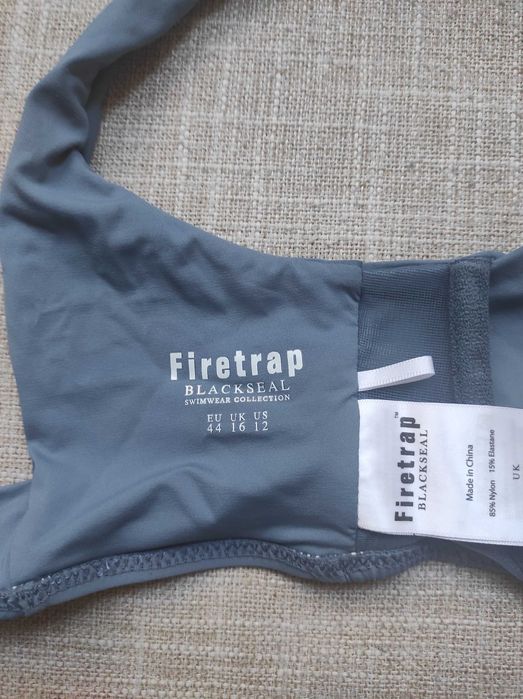 Firetrap
BLACKSEAL
SWIMWEAR COLLECTION
EU UK US
44 16 12
Firetrap™
BLACKSEAL
Made in China
85% Nylon 15% Elastane
UK